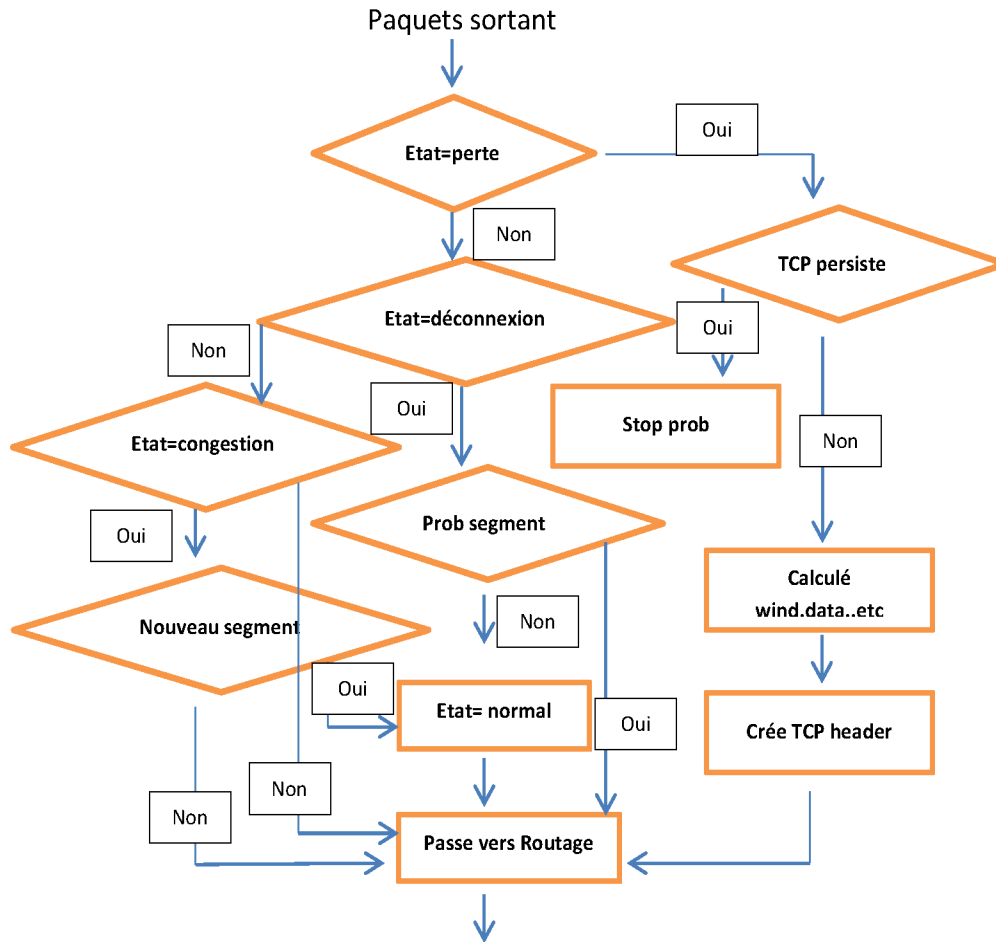 Paquets sortant
Oui
Etat=perte
Non
TCP persiste
Etat=déconnexion
Oui
Non
Oui
Stop prob
Etat=congestion
Non
Oui
Prob segment
Calculé
wind.data..etc
Nouveau segment
Non
Oui
Etat= normal
Oui
Crée TCP header
Non
Non
Passe vers Routage